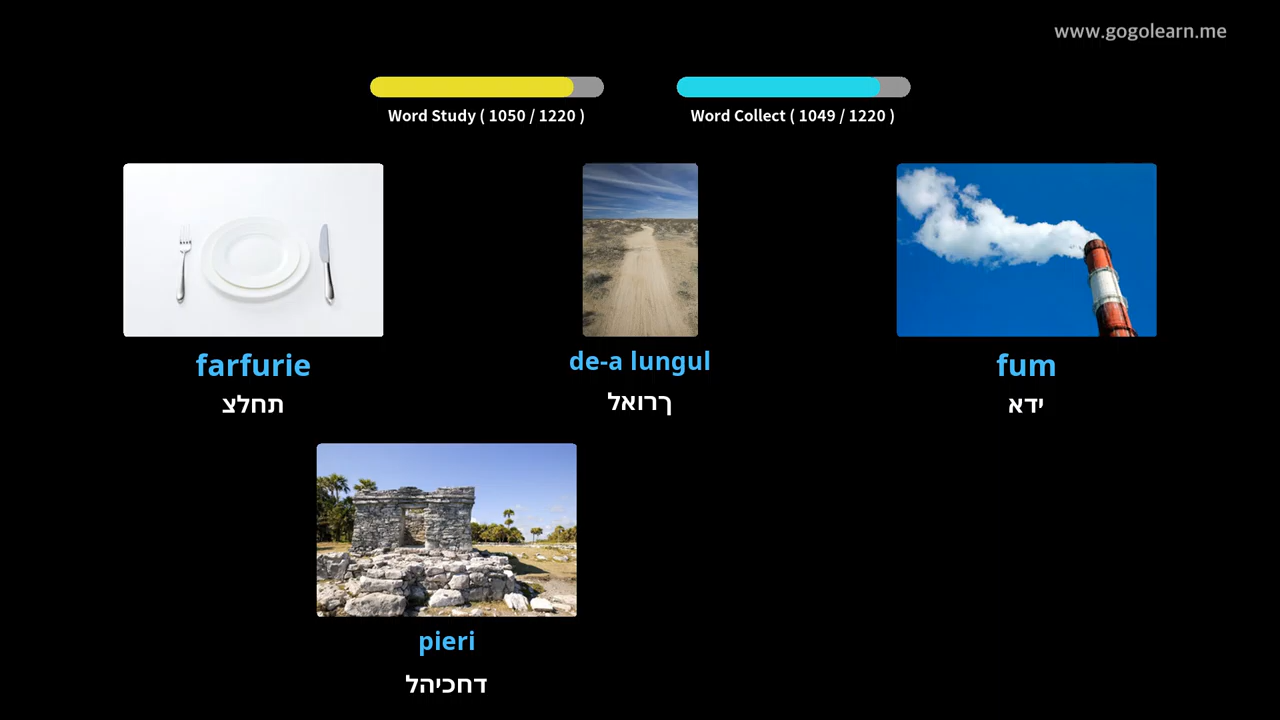 www.gogolearn.me
Word Study ( 1050 / 1220 )
Word Collect ( 1049 / 1220 )
farfurie
תחלצ
de-a lungul
ךרואל
fum
ידא
pieri
דחכיהל